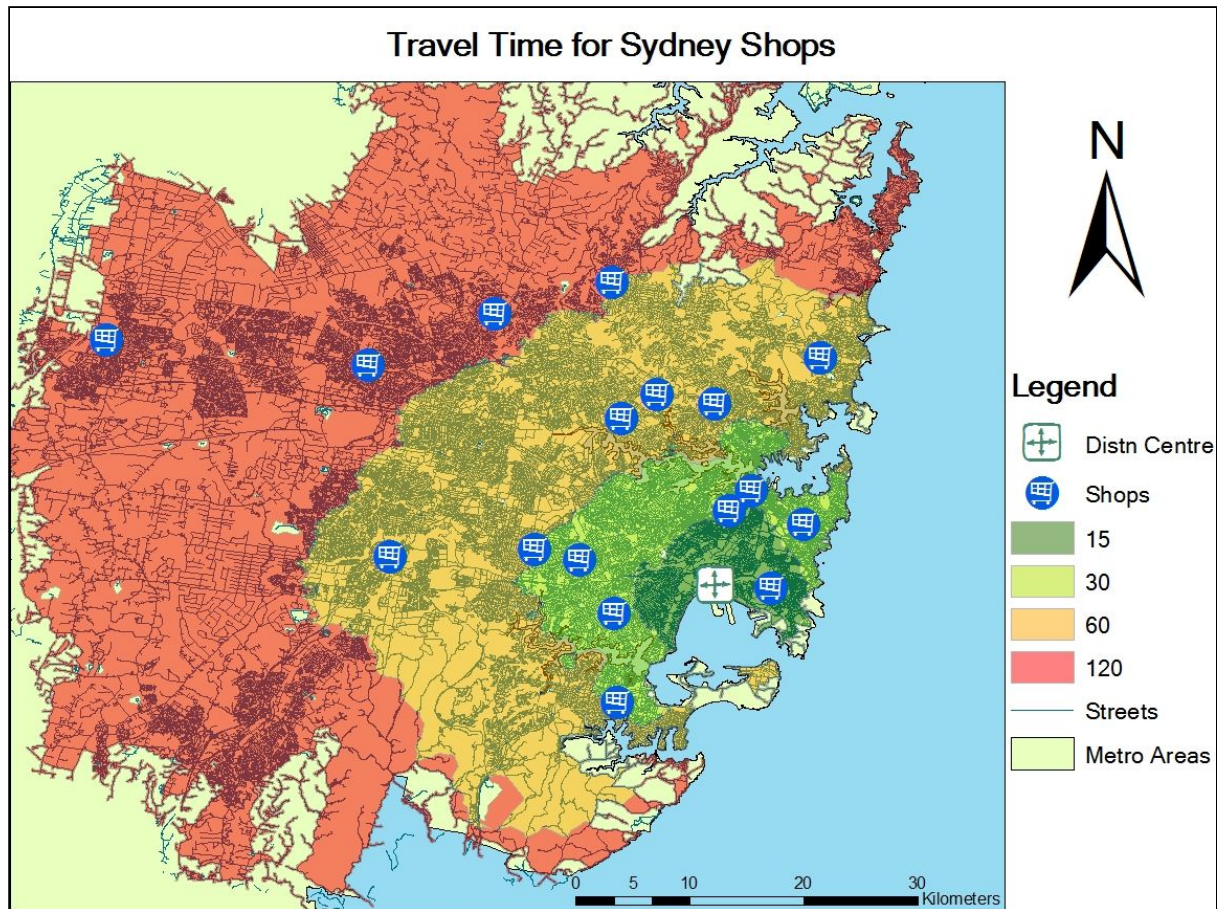 Travel Time for Sydney Shops
N
Legend
Distn Centre
Shops
15
30
60
120
Streets
Metro Areas
0 5 10 20 30
Kilometers